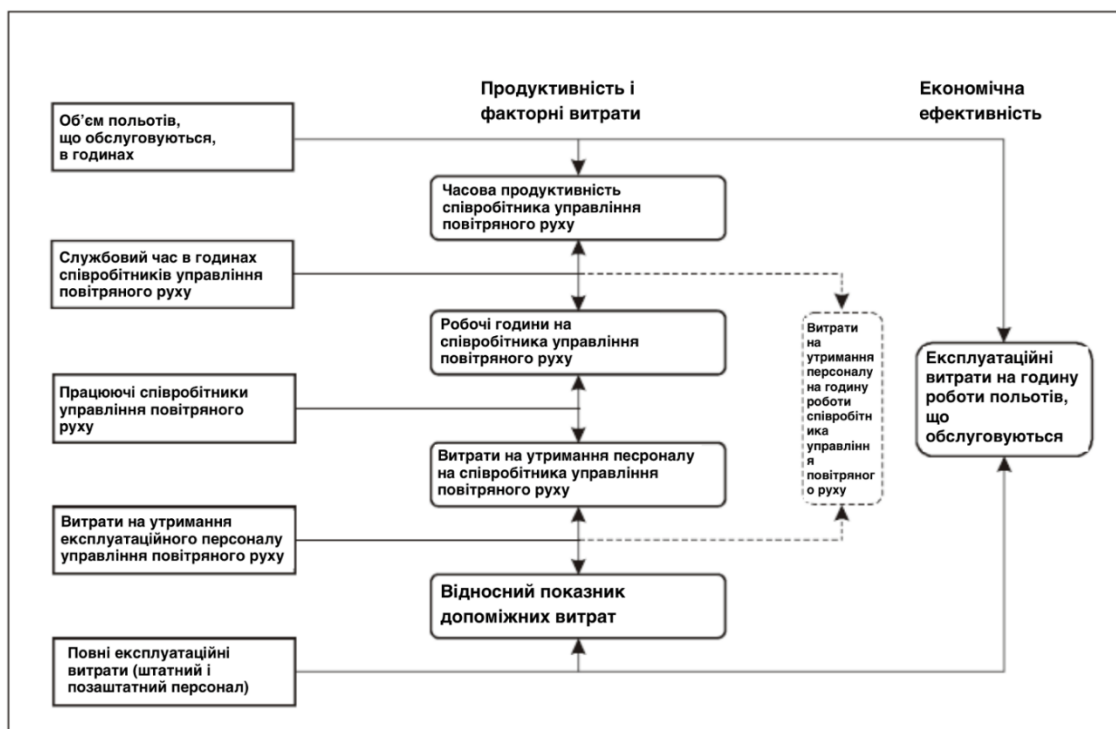 Продуктивність і
факторні витрати
Економічна
ефективність
Об’єм польотів,
що обслуговуються,
в годинах
Часова продуктивність
співробітника управління
повітряного руху
Службовий час в годинах
співробітників управління
повітряного руху
Робочі години на
співробітника управління
повітряного руху
Витрати
на
утримання
персоналу
на годину
роботи
співробітн
ика
управлінн
я
повітряног
о руху
Експлуатаційні
витрати на годину
роботи польотів,
що
обслуговуються
Працюючі співробітники
управління повітряного
руху
Витрати на утримання песроналу
на співробітника управління
повітряного руху
Витрати на утримання
експлуатаційного персоналу
управління повітряного руху
Відносний показник
допоміжних витрат
Повні експлуатаційні
витрати (штатний і
позаштатний персонал)